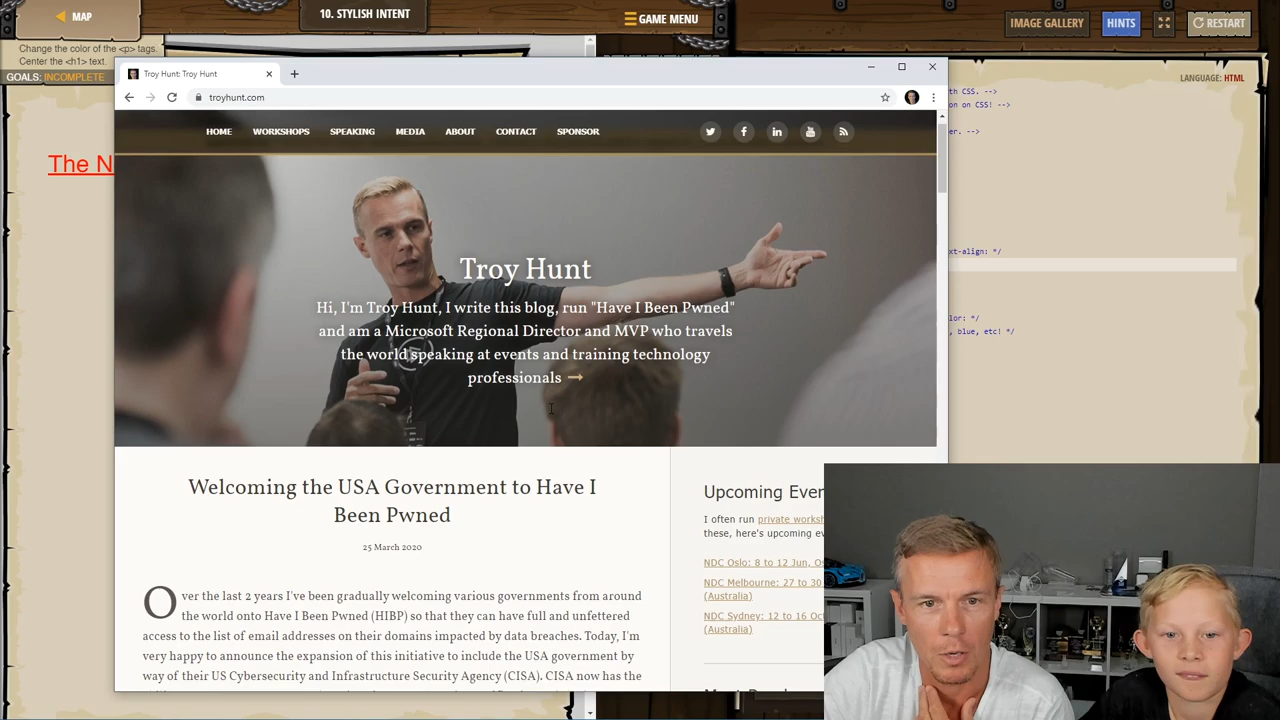 MAP
10. STYLISH INTENT
GAME MENU
IMAGE GALLERY
HINTS
RESTART
Change the color of the <p> tags.
Center the <h1> text.
GOALS: INCOMPLETE
LANGUAGE: HTML
Troy Hunt: Troy Hunt
troyhunt.com
th CSS. -->
on on CSS! -->
er. -->
HOME WORKSHOPS SPEAKING MEDIA ABOUT CONTACT SPONSOR
The N
Troy Hunt
Hi, I'm Troy Hunt, I write this blog, run "Have I Been Pwned"
and am a Microsoft Regional Director and MVP who travels
the world speaking at events and training technology
professionals →
xt-align: */
lor: */
, blue, etc! */
Welcoming the USA Government to Have I
Been Pwned
25 March 2020
Over the last 2 years I've been gradually welcoming various governments from around
the world onto Have I Been Pwned (HIBP) so that they can have full and unfettered
access to the list of email addresses on their domains impacted by data breaches. Today, I'm
very happy to announce the expansion of this initiative to include the USA government by
way of their US Cybersecurity and Infrastructure Security Agency (CISA). CISA now has the
Upcoming Even
I often run private worksh
these, here's upcoming ev
NDC Oslo: 8 to 12 Jun, Os
NDC Melbourne: 27 to 30
(Australia)
NDC Sydney: 12 to 16 Oct
(Australia)